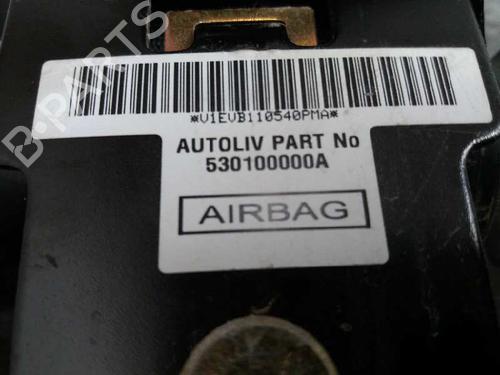 B-PARTS
*V1EVB110540PMA*
AUTOLIV PART No
530100000A
AIRBAG